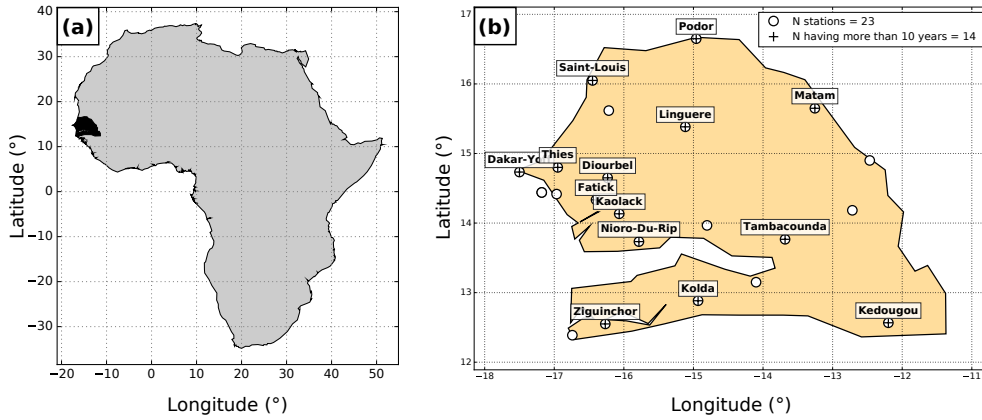 (a)
40
30
20
10
0
−10
−20
−30
−20 −10 0 10 20 30 40 50
Latitude (°)
Longitude (°)
(b)
N stations = 23
N having more than 10 years = 14
17
16
15
14
13
12
−18 −17 −16 −15 −14 −13 −12 −11
Latitude (°)
Longitude (°)
Podor
Saint-Louis
Matam
Linguere
Dakar-Yo
Thies
Diourbel
Fatick
Kaolack
Nioro-Du-Rip
Tambacounda
Kolda
Ziguinchor
Kedougou